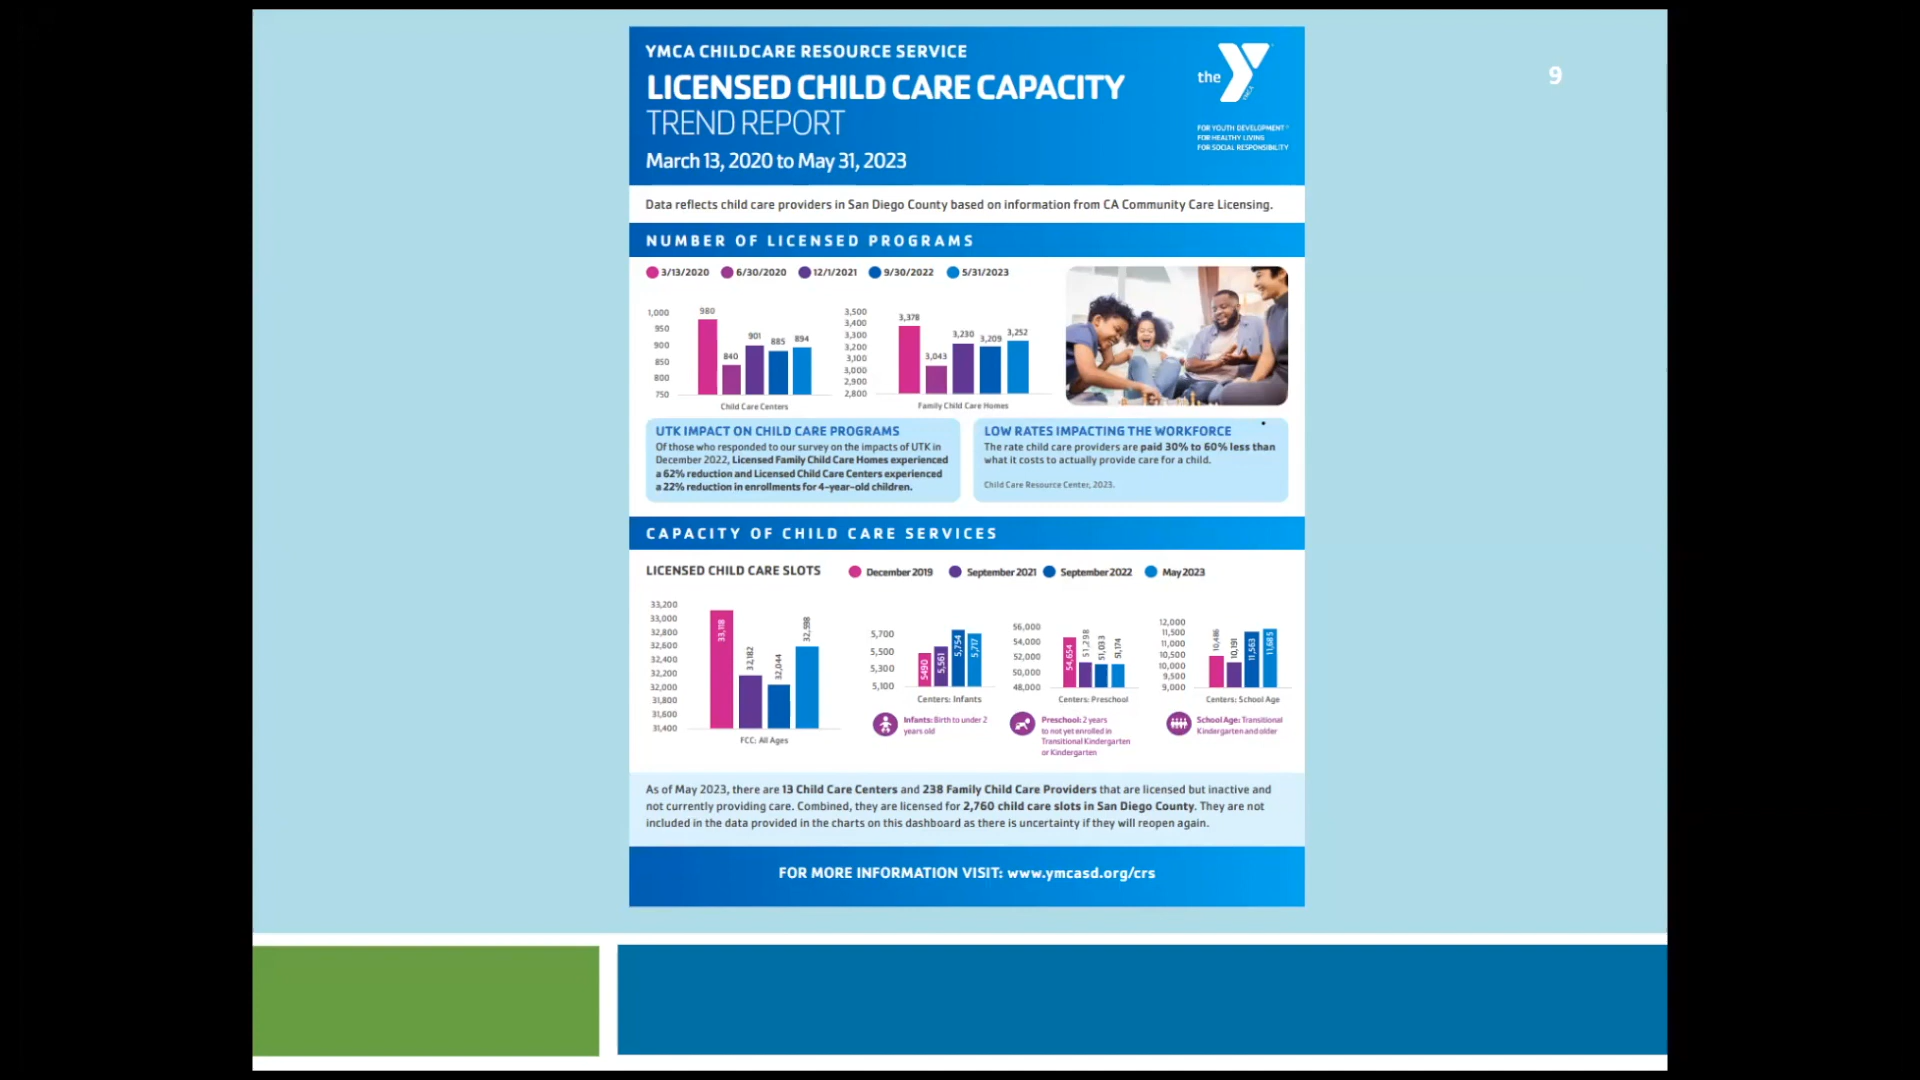 9
YMCA CHILDCARE RESOURCE SERVICE
LICENSED CHILD CARE CAPACITY
TREND REPORT
March 13, 2020 to May 31, 2023
the
YMCA
FOR YOUTH DEVELOPMENT®
FOR HEALTHY LIVING
FOR SOCIAL RESPONSIBILITY
Data reflects child care providers in San Diego County based on information from CA Community Care Licensing.
NUMBER OF LICENSED PROGRAMS
3/13/2020 6/30/2020 12/1/2021 9/30/2022 5/31/2023
1,000
950
900
850
800
750
980
840
901
885
894
Child Care Centers
3,500
3,400
3,300
3,200
3,100
3,000
2,900
2,800
3,378
3,043
3,230
3,209
3,252
Family Child Care Homes
UTK IMPACT ON CHILD CARE PROGRAMS
Of those who responded to our survey on the impacts of UTK in
December 2022, Licensed Family Child Care Homes experienced
a 62% reduction and Licensed Child Care Centers experienced
a 22% reduction in enrollments for 4-year-old children.
LOW RATES IMPACTING THE WORKFORCE
The rate child care providers are paid 30% to 60% less than
what it costs to actually provide care for a child.
Child Care Resource Center, 2023.
CAPACITY OF CHILD CARE SERVICES
LICENSED CHILD CARE SLOTS
December 2019 September 2021 September 2022 May 2023
33,200
33,000
32,800
32,600
32,400
32,200
32,000
31,800
31,600
31,400
33,118
32,182
32,044
32,598
FCC: All Ages
5,700
5,500
5,300
5,100
5490
5,561
5,754
5,717
Centers: Infants
Infants: Birth to under 2
years old
56,000
54,000
52,000
50,000
48,000
54,654
51,298
51,033
51,174
Centers: Preschool
Preschool: 2 years
to not yet enrolled in
Transitional Kindergarten
or Kindergarten
12,000
11,500
11,000
10,500
10,000
9,500
9,000
10,486
10,191
11,563
11,685
Centers: School Age
School Age: Transitional
Kindergarten and older
As of May 2023, there are 13 Child Care Centers and 238 Family Child Care Providers that are licensed but inactive and
not currently providing care. Combined, they are licensed for 2,760 child care slots in San Diego County. They are not
included in the data provided in the charts on this dashboard as there is uncertainty if they will reopen again.
FOR MORE INFORMATION VISIT: www.ymcasd.org/crs